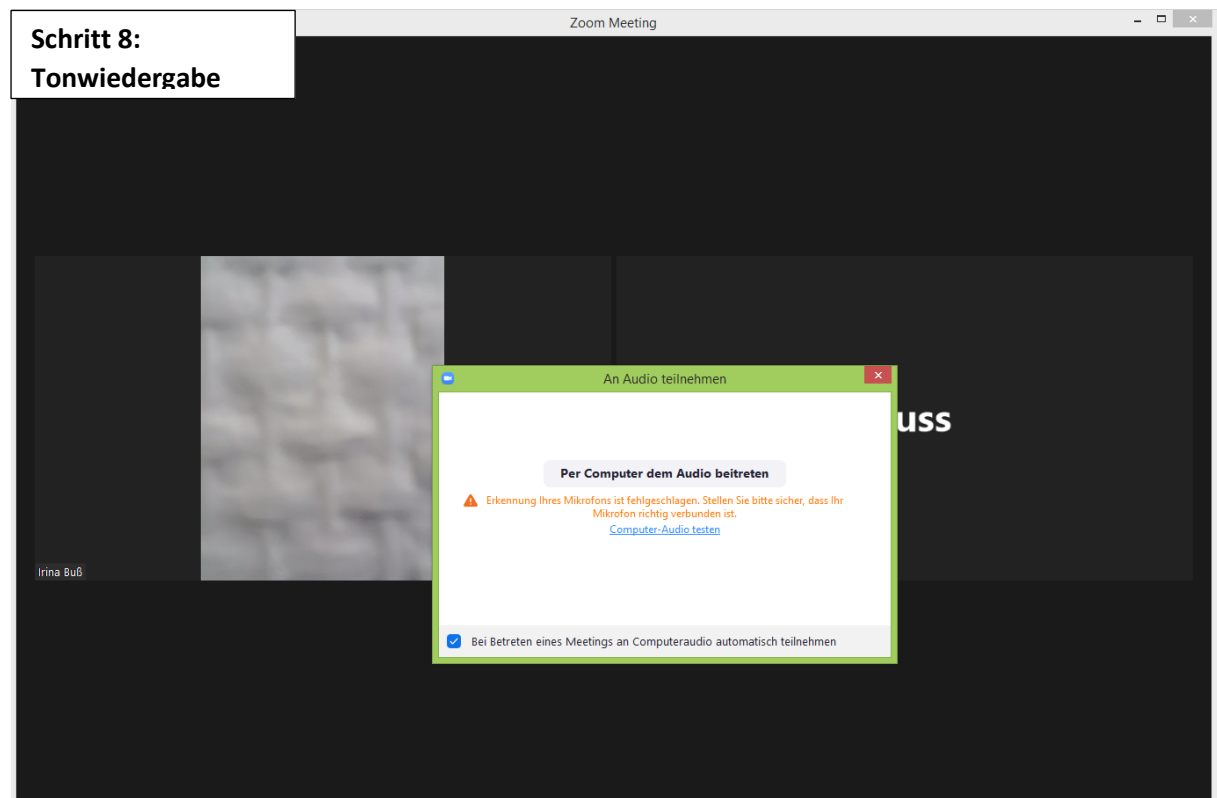 Zoom Meeting
Schritt 8:
Tonwiedergabe
An Audio teilnehmen
uss
Per Computer dem Audio beitreten
Erkennung Ihres Mikrofons ist fehlgeschlagen. Stellen Sie bitte sicher, dass Ihr
Mikrofon richtig verbunden ist.
Computer-Audio testen
Irina Buß
Bei Betreten eines Meetings an Computeraudio automatisch teilnehmen